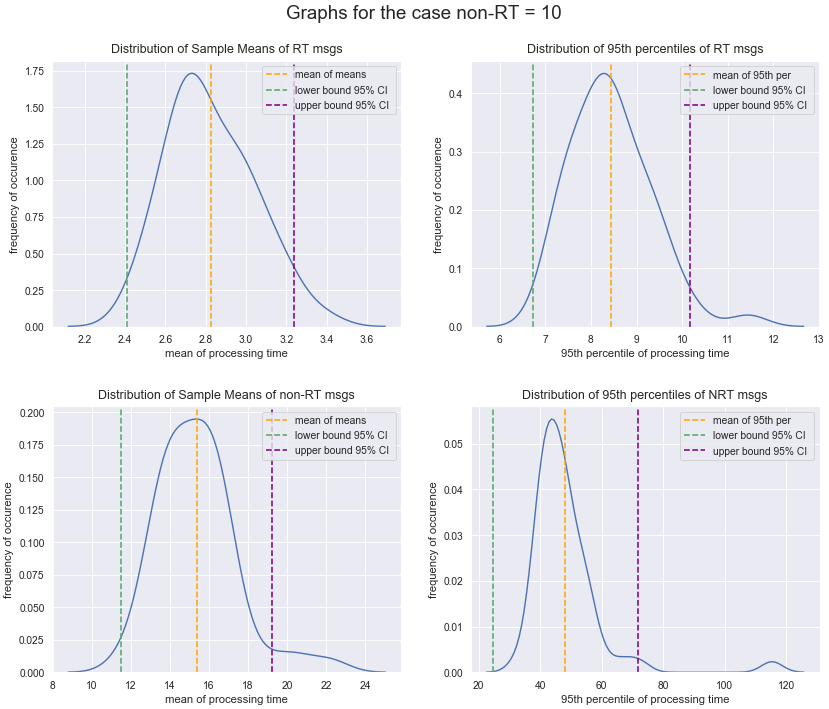 Graphs for the case non-RT = 10
Distribution of Sample Means of RT msgs
frequency of occurence
1.75
1.50
1.25
1.00
0.75
0.50
0.25
0.00
mean of means
lower bound 95% CI
upper bound 95% CI
2.2 2.4 2.6 2.8 3.0 3.2 3.4 3.6
mean of processing time
Distribution of 95th percentiles of RT msgs
frequency of occurence
0.4
0.3
0.2
0.1
0.0
mean of 95th per
lower bound 95% CI
upper bound 95% CI
6 7 8 9 10 11 12 13
95th percentile of processing time
Distribution of Sample Means of non-RT msgs
frequency of occurence
0.200
0.175
0.150
0.125
0.100
0.075
0.050
0.025
0.000
mean of means
lower bound 95% CI
upper bound 95% CI
8 10 12 14 16 18 20 22 24
mean of processing time
Distribution of 95th percentiles of NRT msgs
frequency of occurence
0.05
0.04
0.03
0.02
0.01
0.00
mean of 95th per
lower bound 95% CI
upper bound 95% CI
20 40 60 80 100 120
95th percentile of processing time